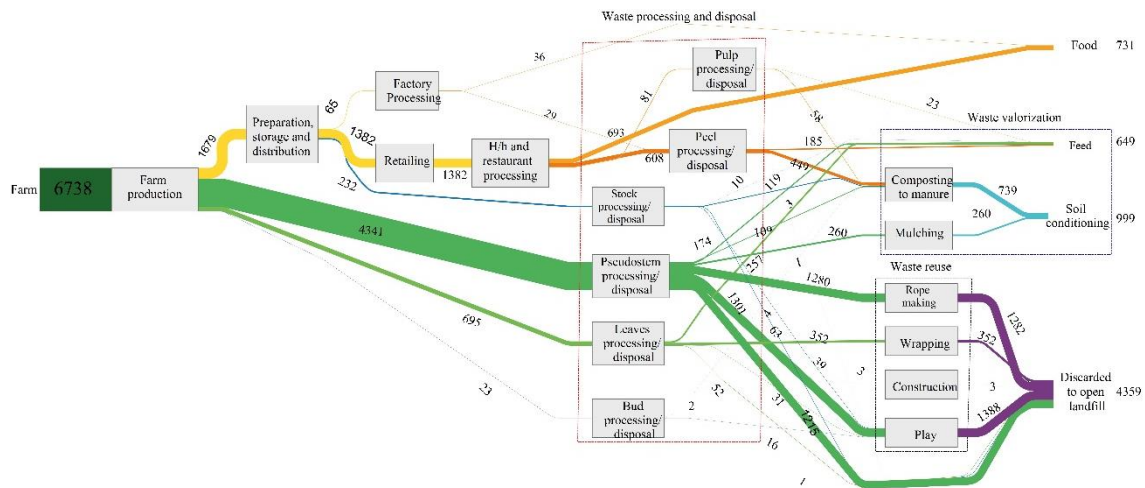 Waste processing and disposal
Food 731
36
Pulp
processing/
disposal
Factory
Processing
65
81
23
Preparation,
storage and
distribution
58
Waste valorization
29
693
1679
1382
H/h and
restaurant
processing
Peel
processing/
disposal
185
649
Feed
Retailing
1382
608
449
Farm 6738 Farm
production
232
Stock
processing/
disposal
10
119
Composting
to manure
739
3
260
Soil
conditioning
999
4341
174
109
260
Mulching
257
1
Waste reuse
Pseudostem
processing/
disposal
1280
Rope
making
1301
4
695
Leaves
processing/
disposal
63
352
Wrapping
1282
352
39
3
Construction
3
Discarded
to open
landfill
4359
23
52
31
Bud
processing/
disposal
2
1215
Play
1388
16
1